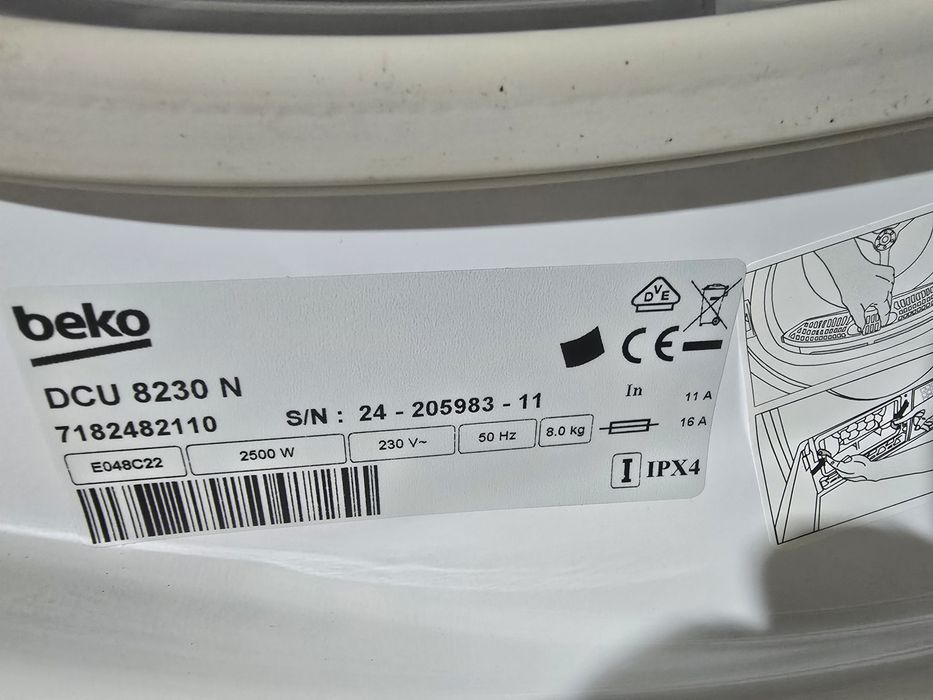 beko
DVE
CE
DCU 8230 N
7182482110
S/N : 24 - 205983 - 11
In 11 A
16 A
E048C22 2500 W 230 V~ 50 Hz 8.0 kg
I IPX4